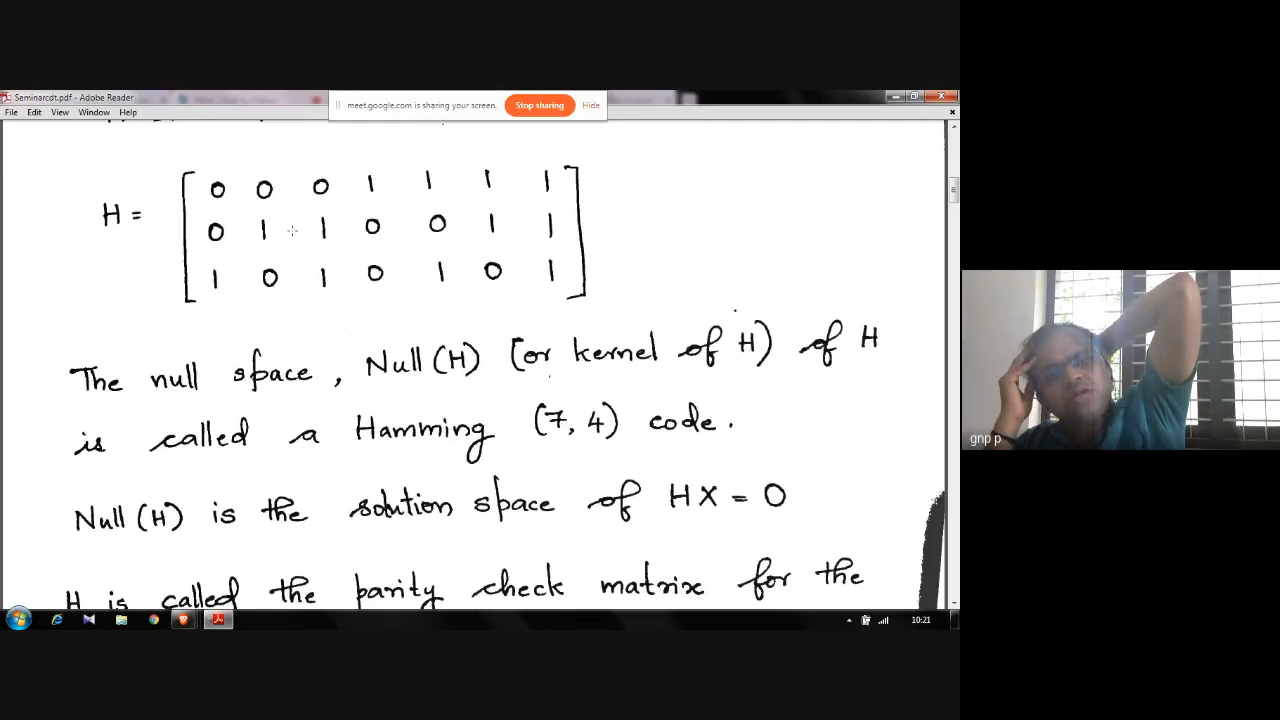 Seminarcdt.pdf - Adobe Reader
File Edit View Window Help
meet.google.com is sharing your screen. Stop sharing Hide
0 0 0 1 1 1 1
H = 0 1 1 0 0 1 1
1 0 1 0 1 0 1
The null space, Null (H) (or kernel of H) of H
is called a Hamming (7, 4) code.
Null (H) is the solution space of HX = 0
H is called the parity check matrix for the
gnp p
10:21